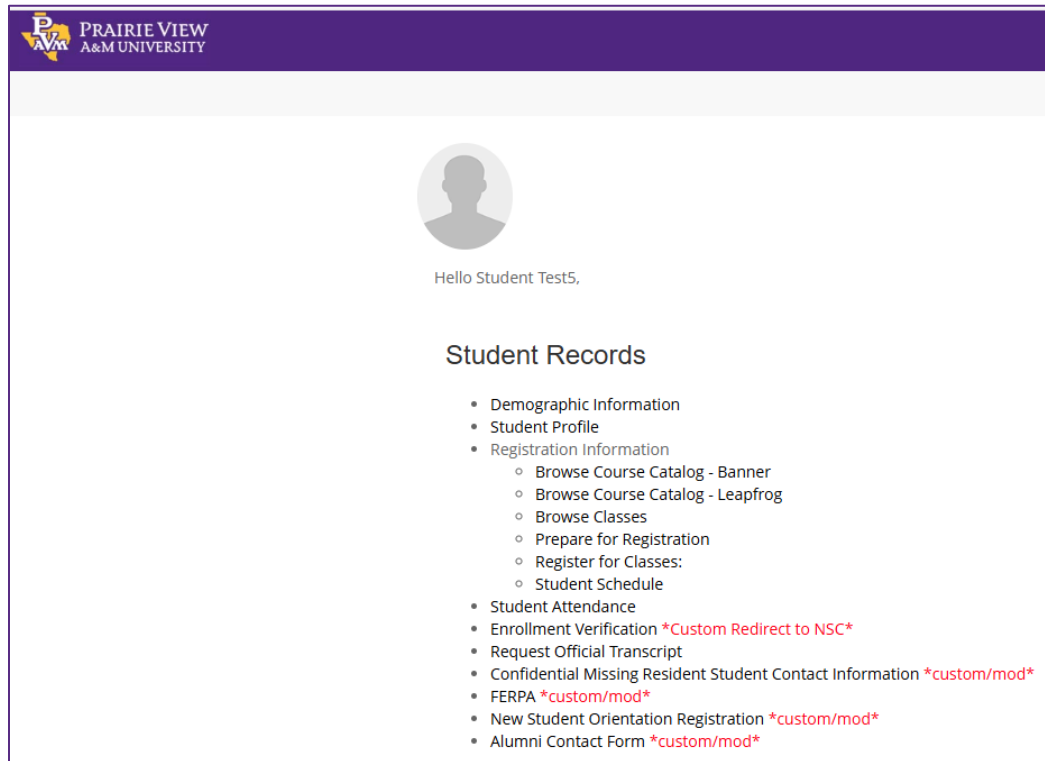 PVAM
PRAIRIE VIEW
A&M UNIVERSITY
Hello Student Test5,
Student Records
• Demographic Information
• Student Profile
• Registration Information
◦ Browse Course Catalog - Banner
◦ Browse Course Catalog - Leapfrog
◦ Browse Classes
◦ Prepare for Registration
◦ Register for Classes:
◦ Student Schedule
• Student Attendance
• Enrollment Verification *Custom Redirect to NSC*
• Request Official Transcript
• Confidential Missing Resident Student Contact Information *custom/mod*
• FERPA *custom/mod*
• New Student Orientation Registration *custom/mod*
• Alumni Contact Form *custom/mod*